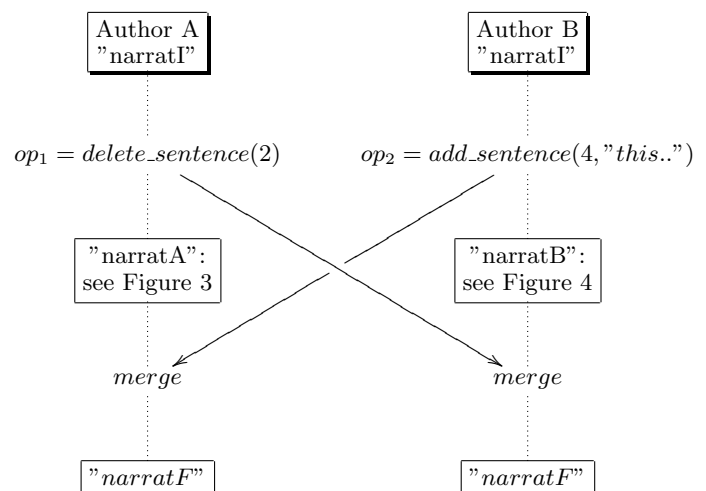 Author A
"narratI"
Author B
"narratI"
op1 = delete_sentence(2)
op2 = add_sentence(4, "this..")
"narratA":
see Figure 3
"narratB":
see Figure 4
merge
merge
"narratF"
"narratF"